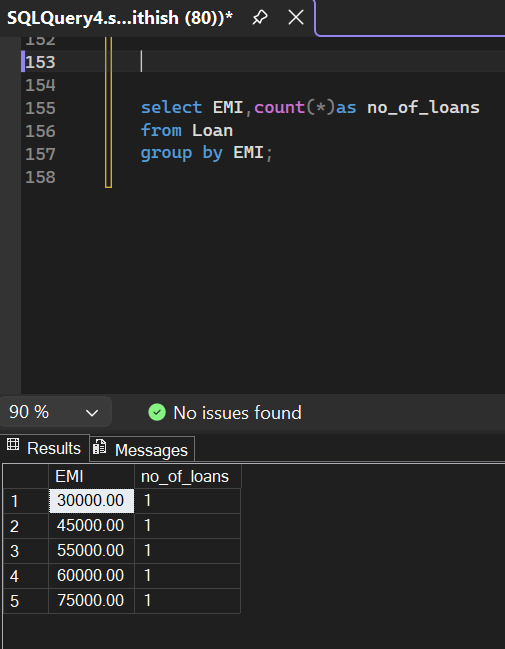 SQLQuery4.s...ithish (80))*
152
153
154
155 select EMI,count(*)as no_of_loans
156 from Loan
157 group by EMI;
158
90 %
No issues found
Results Messages
EMI no_of_loans
1 30000.00 1
2 45000.00 1
3 55000.00 1
4 60000.00 1
5 75000.00 1